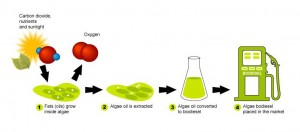 Carbon dioxide,
nutrients
and sunlight
Oxygen
1 Fats (oils) grow
inside algae
2 Algae oil is extracted
3 Algae oil converted
to biodiesel
4 Algae biodiesel
placed in the market